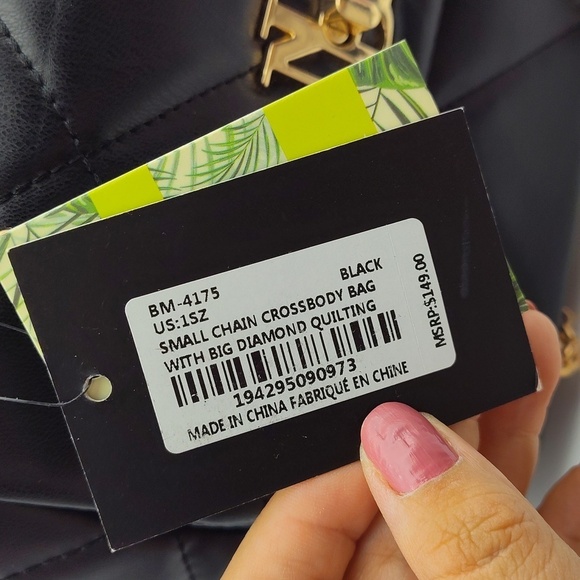 BM-4175 BLACK
US:1SZ
SMALL CHAIN CROSSBODY BAG
WITH BIG DIAMOND QUILTING
194295090973
MADE IN CHINA FABRIQUÉ EN CHINE
MSRP:$149.00